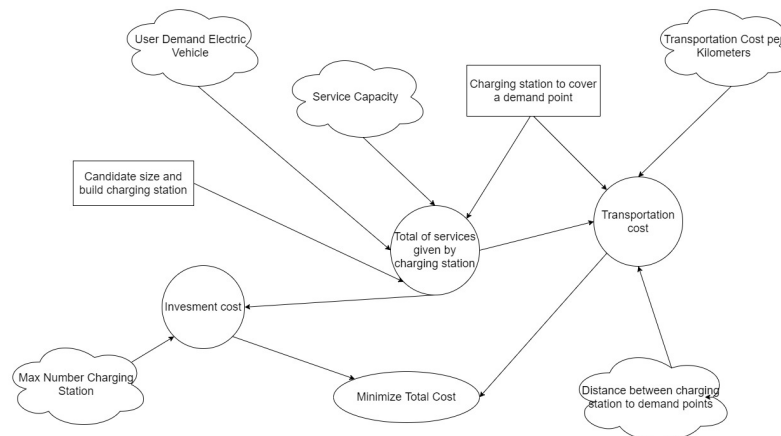 User Demand Electric
Vehicle
Transportation Cost per
Kilometers
Service Capacity
Charging station to cover
a demand point
Candidate size and
build charging station
Total of services
given by
charging station
Transportation
cost
Invesment cost
Max Number Charging
Station
Minimize Total Cost
Distance between charging
station to demand points